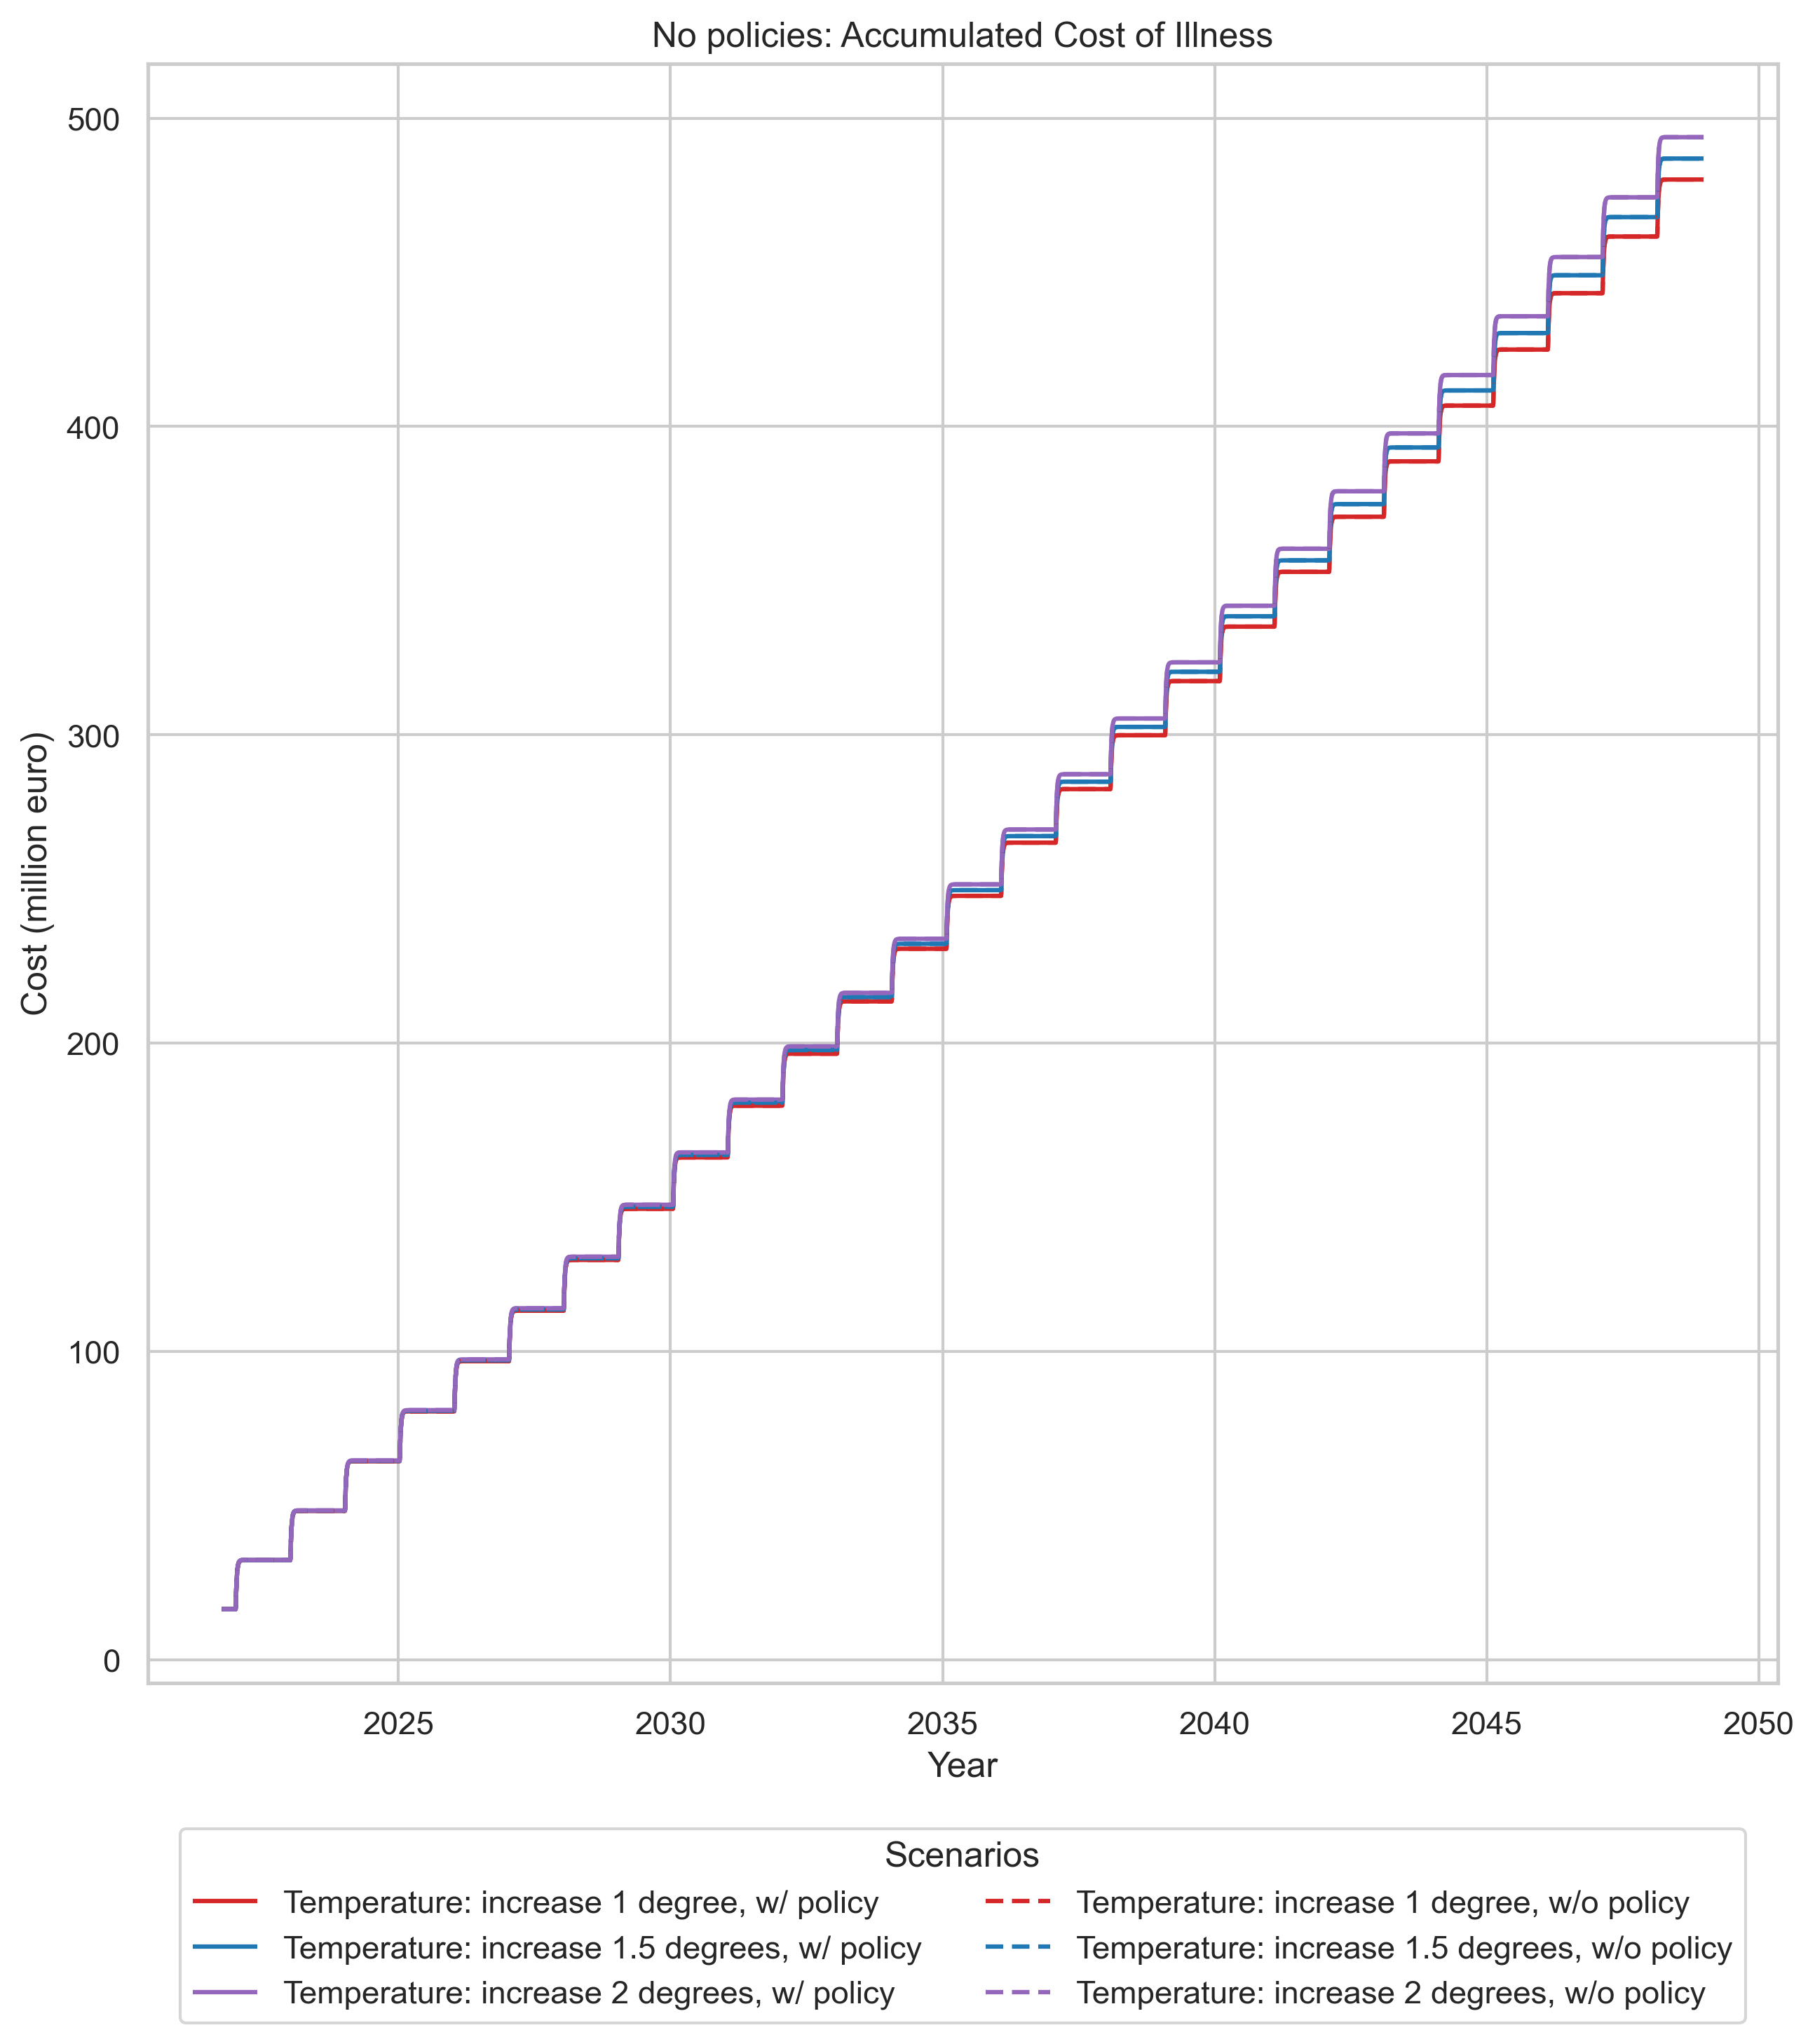 No policies: Accumulated Cost of Illness
500
400
300
200
100
0
Cost (million euro)
2025 2030 2035 2040 2045 2050
Year
Scenarios
Temperature: increase 1 degree, w/ policy
Temperature: increase 1.5 degrees, w/ policy
Temperature: increase 2 degrees, w/ policy
Temperature: increase 1 degree, w/o policy
Temperature: increase 1.5 degrees, w/o policy
Temperature: increase 2 degrees, w/o policy